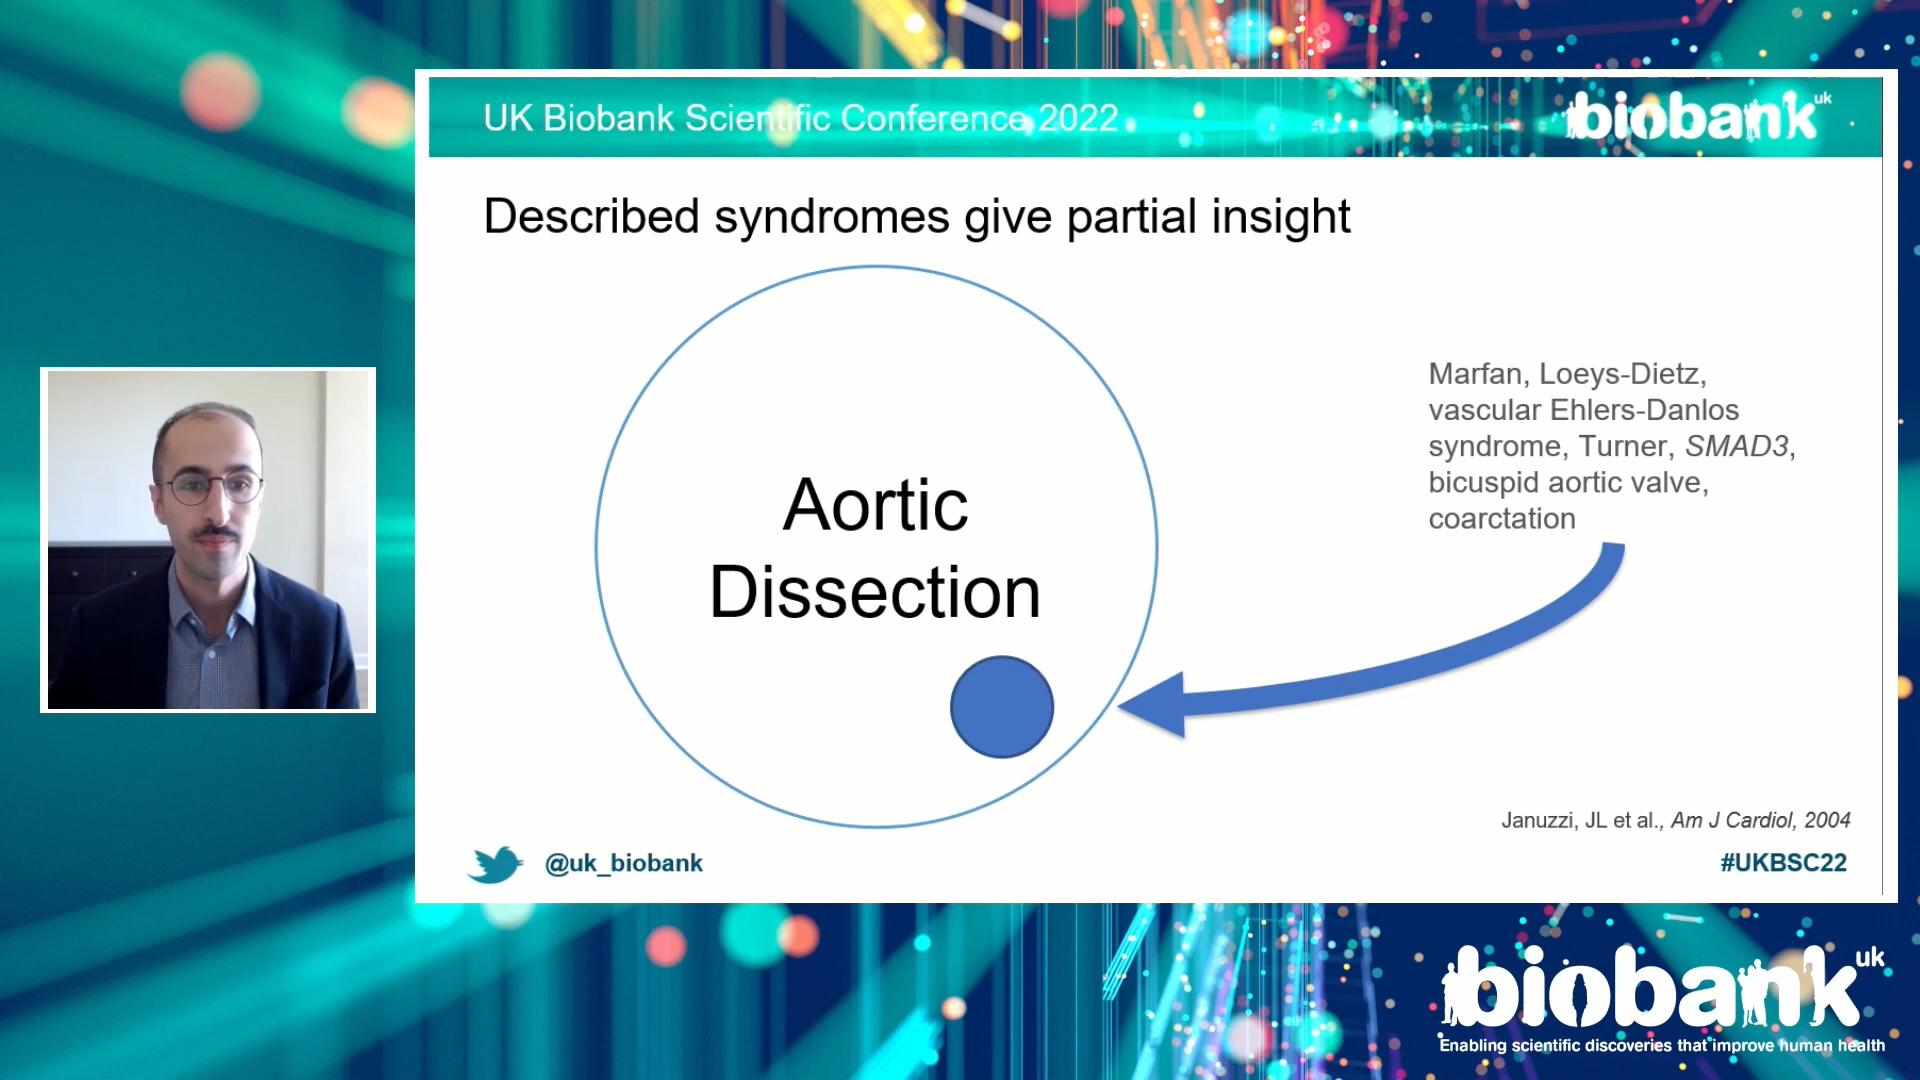 UK Biobank Scientific Conference 2022
biobank uk
Described syndromes give partial insight
Aortic
Dissection
Marfan, Loeys-Dietz,
vascular Ehlers-Danlos
syndrome, Turner, SMAD3,
bicuspid aortic valve,
coarctation
Januzzi, JL et al., Am J Cardiol, 2004
@uk_biobank
#UKBSC22
biobank uk
Enabling scientific discoveries that improve human health